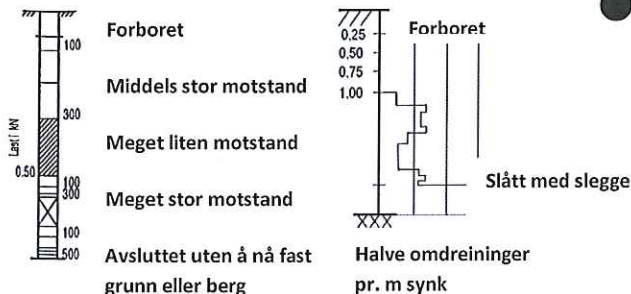 Forboret
Middels stor motstand
Meget liten motstand
Meget stor motstand
Avsluttet uten å nå fast
grunn eller berg
Last i kN
100
300
0.50
100
300
100
500
Forboret
0,25
0,50
0,75
1,00
Slått med slegge
Halve omdreininger
pr. m synk